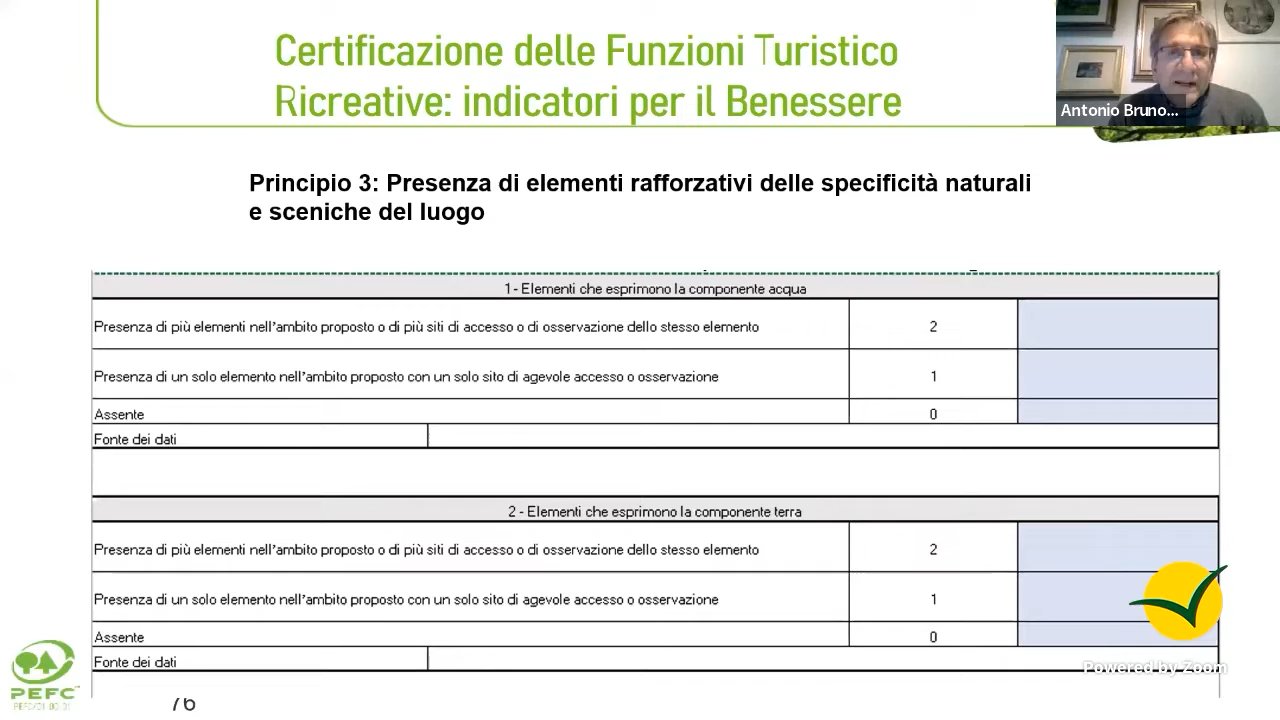 Certificazione delle Funzioni Turistico
Ricreative: indicatori per il Benessere
Antonio Bruno...
Principio 3: Presenza di elementi rafforzativi delle specificità naturali
e sceniche del luogo
1- Elementi che esprimono la componente acqua
Presenza di più elementi nell'ambito proposto o di più siti di accesso o di osservazione dello stesso elemento 2
Presenza di un solo elemento nell'ambito proposto con un solo sito di agevole accesso o osservazione 1
Assente 0
Fonte dei dati
2 - Elementi che esprimono la componente terra
Presenza di più elementi nell'ambito proposto o di più siti di accesso o di osservazione dello stesso elemento 2
Presenza di un solo elemento nell'ambito proposto con un solo sito di agevole accesso o osservazione 1
Assente 0
Fonte dei dati
Powered by Zoom
PEFC
76